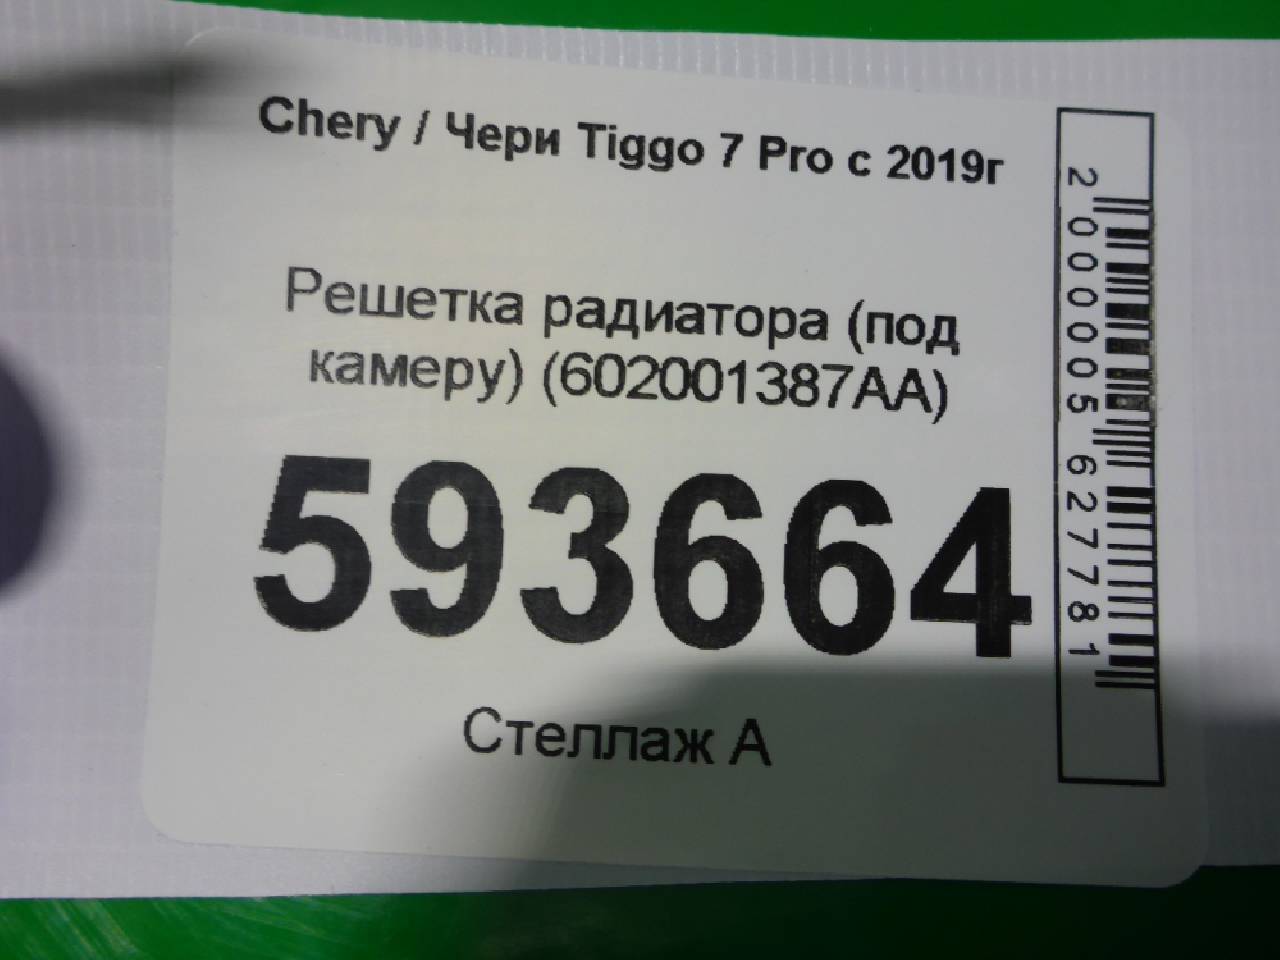 Chery / Чери Tiggo 7 Pro с 2019г
Решетка радиатора (под
камеру) (602001387AA)
593664
Стеллаж А
2000005627781